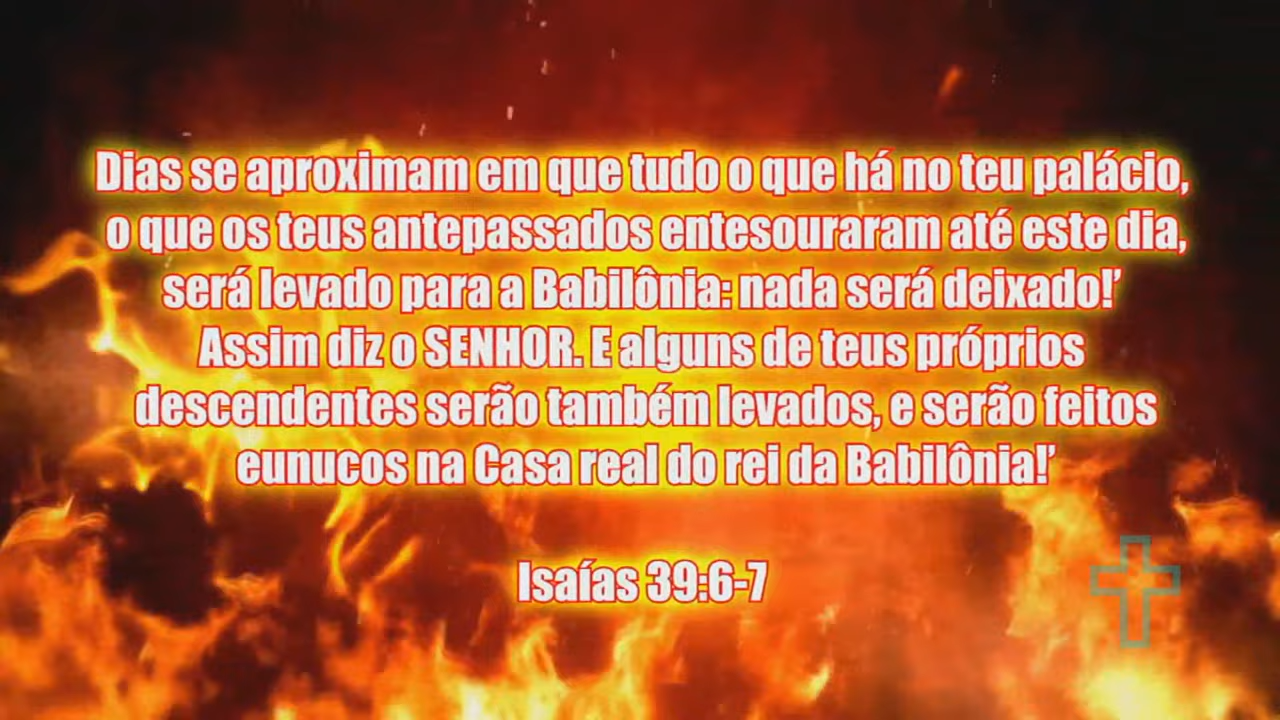 Dias se aproximam em que tudo o que há no teu palácio,
o que os teus antepassados entesouraram até este dia,
será levado para a Babilônia: nada será deixado!’
Assim diz o SENHOR. E alguns de teus próprios
descendentes serão também levados, e serão feitos
eunucos na Casa real do rei da Babilônia!’
Isaías 39:6-7